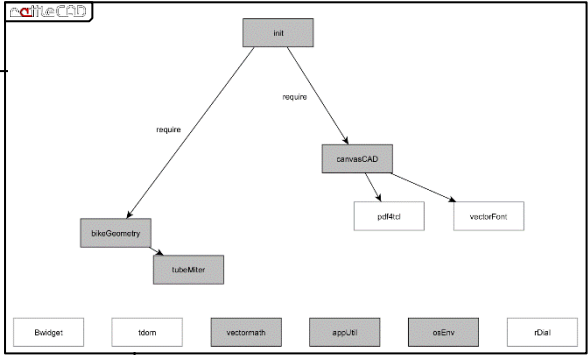 rattleCAD
init
require
require
canvasCAD
pdf4tcl
vectorFont
bikeGeometry
tubeMiter
Bwidget
tdom
vectormath
appUtil
osEnv
rDial